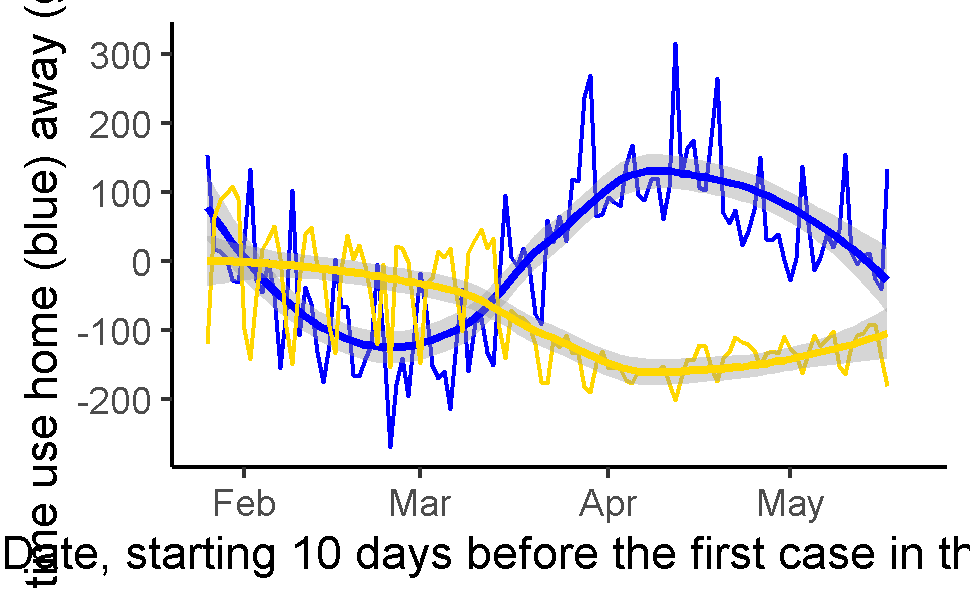 time use home (blue) away (
300
200
100
0
-100
-200
Feb Mar Apr May
Date, starting 10 days before the first case in th